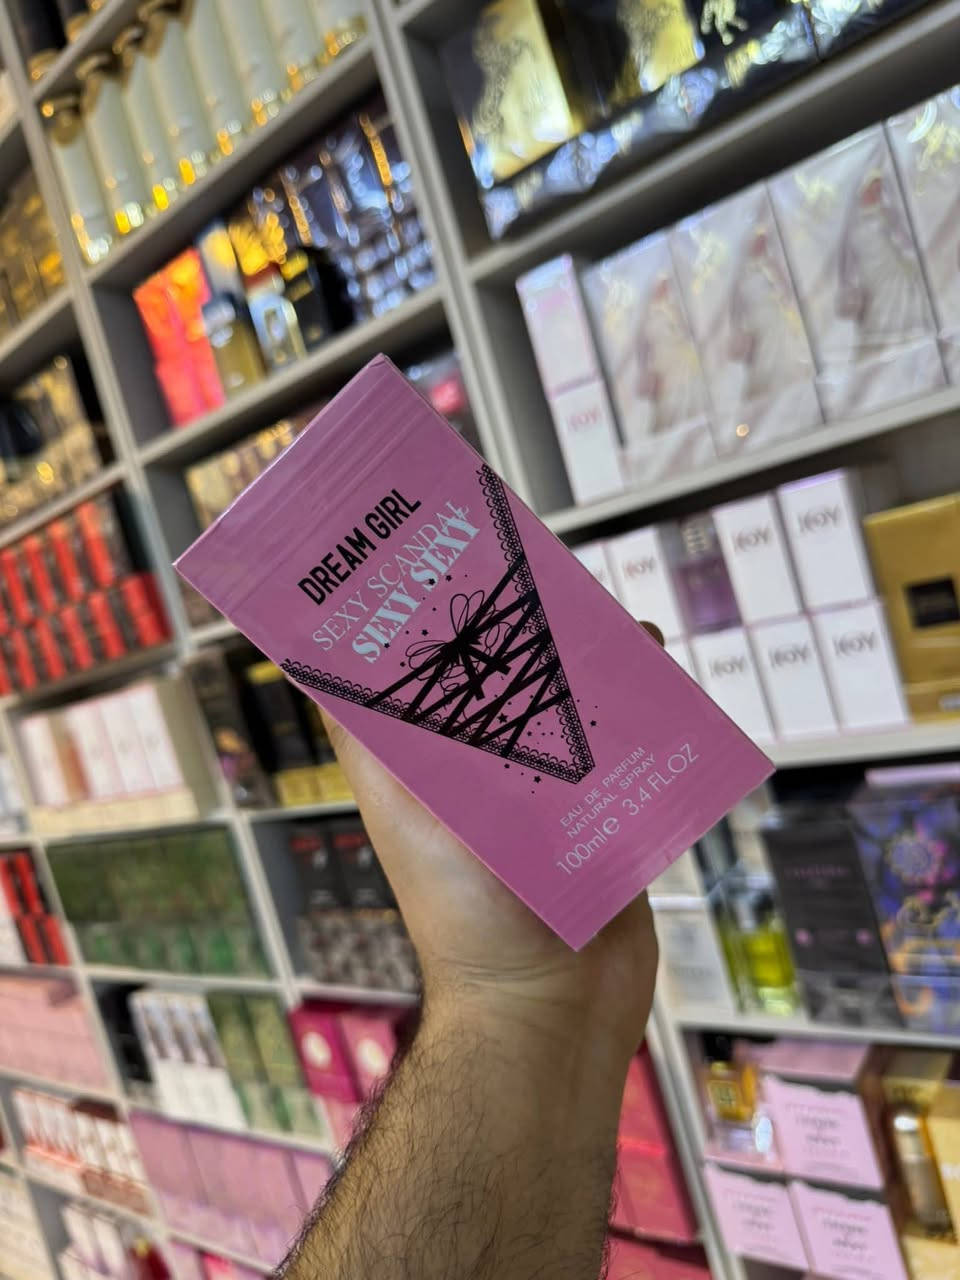 DREAM GIRL
SEXY SCANDAL
SEXY SEXY
EAU DE PARFUM
NATURAL SPRAY
100ml℮ 3.4 FL.OZ